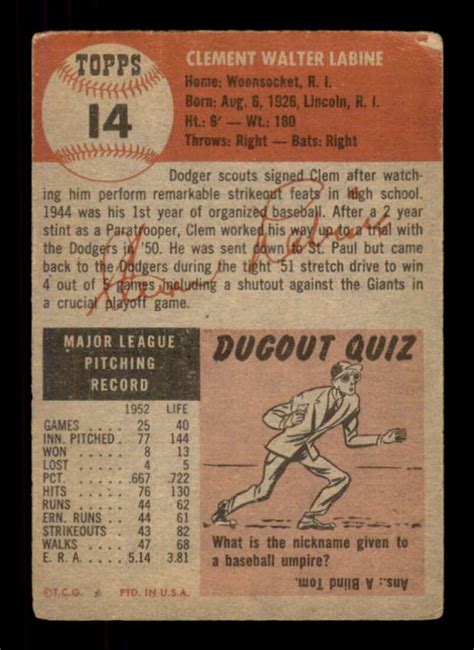 TOPPS
14
CLEMENT WALTER LABINE
Home: Woonsocket, R. I.
Born: Aug. 6, 1926, Lincoln, R. I.
Ht.: 6' — Wt.: 180
Throws: Right — Bats: Right
Dodger scouts signed Clem after watch-
ing him perform remarkable strikeout feats in high school.
1944 was his 1st year of organized baseball. After a 2 year
stint as a Paratrooper, Clem worked his way up to a trial with
the Dodgers in '50. He was sent down to St. Paul but came
back to the Dodgers during the tight '51 stretch drive to win
4 out of 5 games including a shutout against the Giants in
a crucial playoff game.
Clem Labine
MAJOR LEAGUE
PITCHING
RECORD
1952 LIFE
GAMES . . . . 25 40
INN. PITCHED . 77 144
WON . . . . . 8 13
LOST . . . . 4 5
PCT. . . . . .667 .722
HITS . . . . 76 130
RUNS . . . . 44 62
ERN. RUNS . . 44 61
STRIKEOUTS . 43 82
WALKS . . . . 47 68
E. R. A. . . . 5.14 3.81
©T.C.G. PTD. IN U.S.A.
DUGOUT QUIZ
What is the nickname given to
a baseball umpire?
Ans.: A Blind Tom.